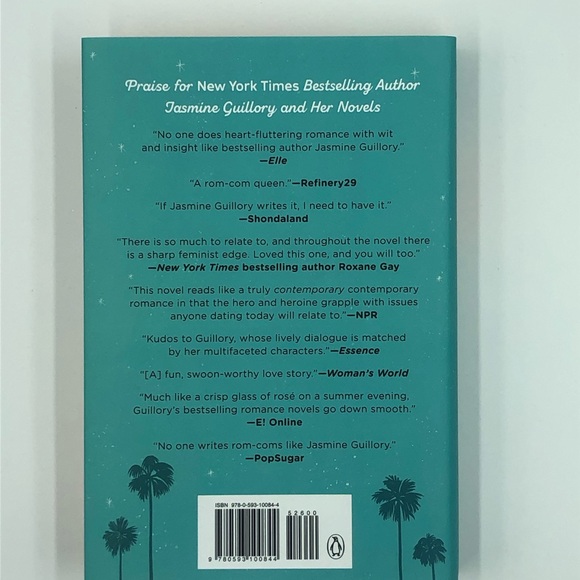 Praise for New York Times Bestselling Author
Jasmine Guillory and Her Novels
"No one does heart-fluttering romance with wit
and insight like bestselling author Jasmine Guillory."
—Elle
"A rom-com queen."—Refinery29
"If Jasmine Guillory writes it, I need to have it."
—Shondaland
"There is so much to relate to, and throughout the novel there
is a sharp feminist edge. Loved this one, and you will too."
—New York Times bestselling author Roxane Gay
"This novel reads like a truly contemporary contemporary
romance in that the hero and heroine grapple with issues
anyone dating today will relate to."—NPR
"Kudos to Guillory, whose lively dialogue is matched
by her multifaceted characters."—Essence
"[A] fun, swoon-worthy love story."—Woman's World
"Much like a crisp glass of rosé on a summer evening,
Guillory's bestselling romance novels go down smooth."
—E! Online
"No one writes rom-coms like Jasmine Guillory."
—PopSugar
ISBN 978-0-593-10084-4
52600
9 780593 100844